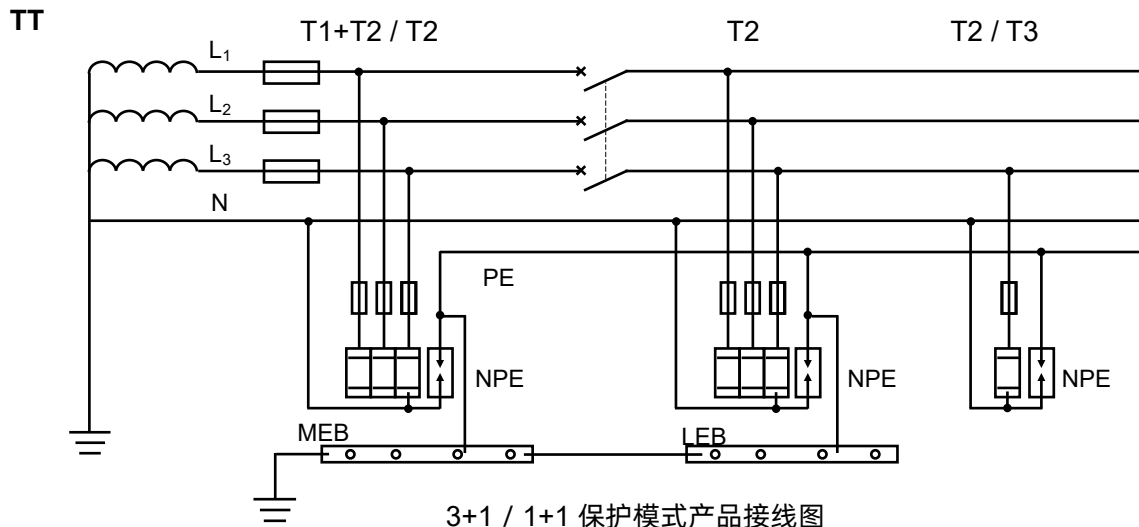 TT
T1+T2 / T2
T2
T2 / T3
L₁
L₂
L₃
N
PE
NPE
NPE
NPE
MEB
LEB
3+1 / 1+1 保护模式产品接线图